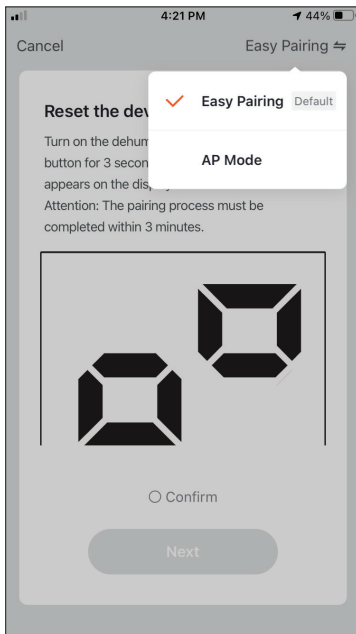 4:21 PM 44%
Cancel Easy Pairing
Easy Pairing Default
AP Mode
Reset the dev
Turn on the dehum
button for 3 secon
appears on the disp
Attention: The pairing process must be
completed within 3 minutes.
Confirm
Next